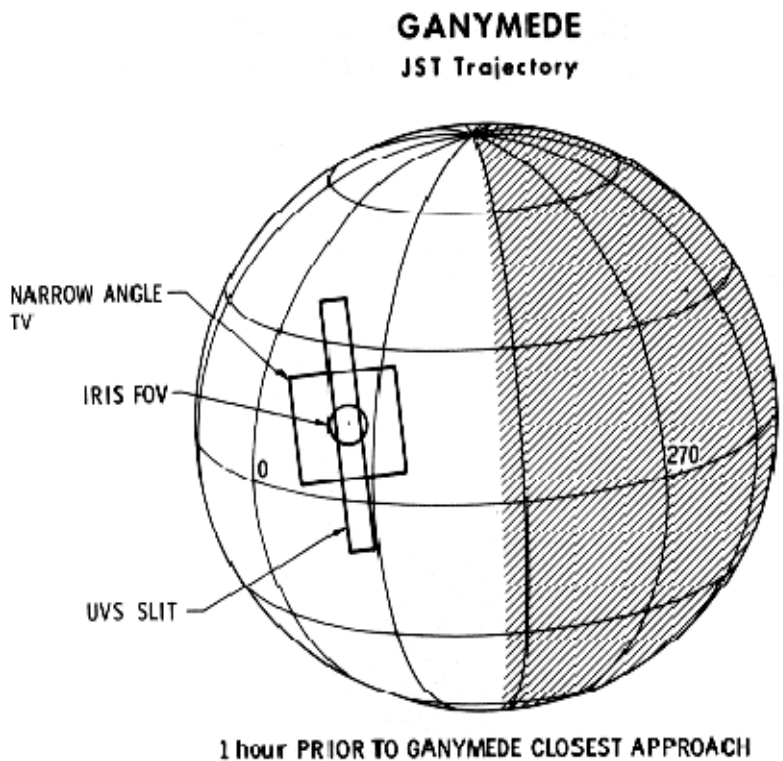 GANYMEDE
JST Trajectory
NARROW ANGLE
TV
IRIS FOV
0
270
UVS SLIT
1 hour PRIOR TO GANYMEDE CLOSEST APPROACH